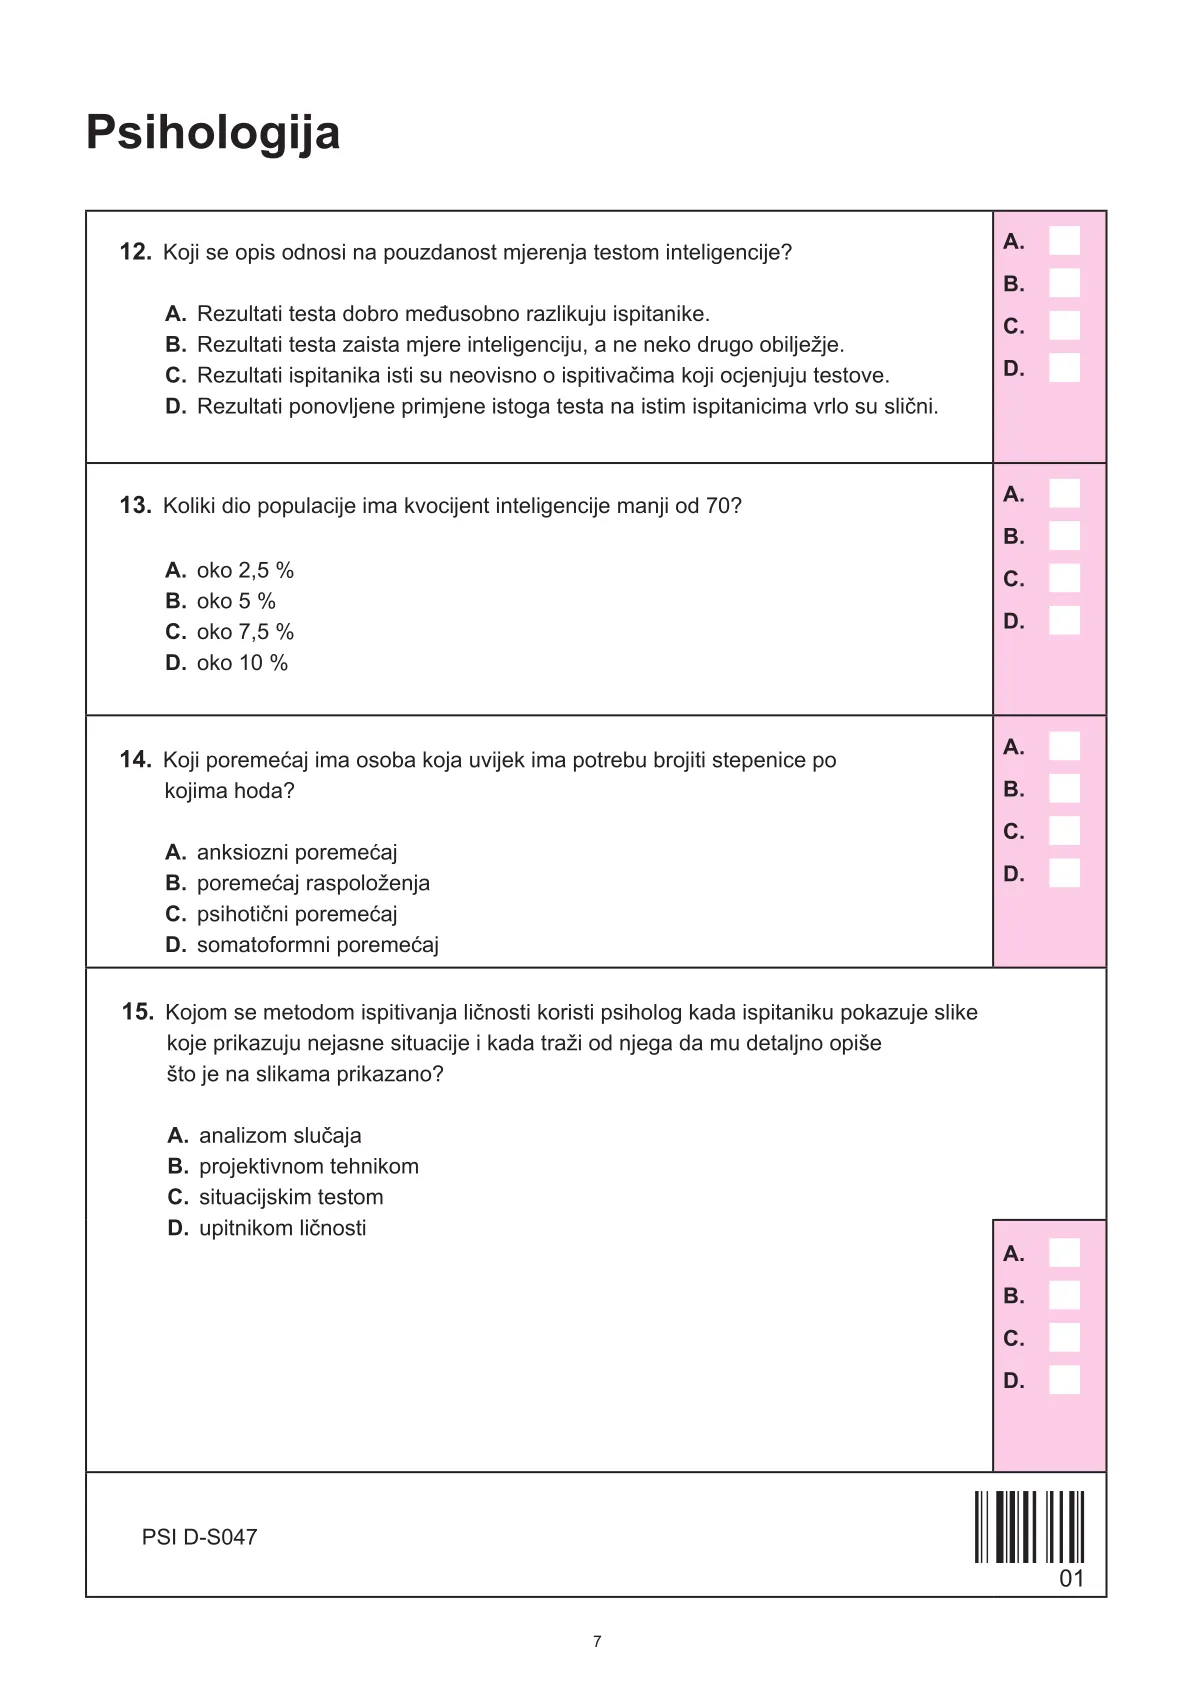 Psihologija
12. Koji se opis odnosi na pouzdanost mjerenja testom inteligencije?
A. Rezultati testa dobro međusobno razlikuju ispitanike.
B. Rezultati testa zaista mjere inteligenciju, a ne neko drugo obilježje.
C. Rezultati ispitanika isti su neovisno o ispitivačima koji ocjenjuju testove.
D. Rezultati ponovljene primjene istoga testa na istim ispitanicima vrlo su slični.
A.
B.
C.
D.
13. Koliki dio populacije ima kvocijent inteligencije manji od 70?
A. oko 2,5 %
B. oko 5 %
C. oko 7,5 %
D. oko 10 %
A.
B.
C.
D.
14. Koji poremećaj ima osoba koja uvijek ima potrebu brojiti stepenice po
kojima hoda?
A. anksiozni poremećaj
B. poremećaj raspoloženja
C. psihotični poremećaj
D. somatoformni poremećaj
A.
B.
C.
D.
15. Kojom se metodom ispitivanja ličnosti koristi psiholog kada ispitaniku pokazuje slike
koje prikazuju nejasne situacije i kada traži od njega da mu detaljno opiše
što je na slikama prikazano?
A. analizom slučaja
B. projektivnom tehnikom
C. situacijskim testom
D. upitnikom ličnosti
A.
B.
C.
D.
PSI D-S047
01
7